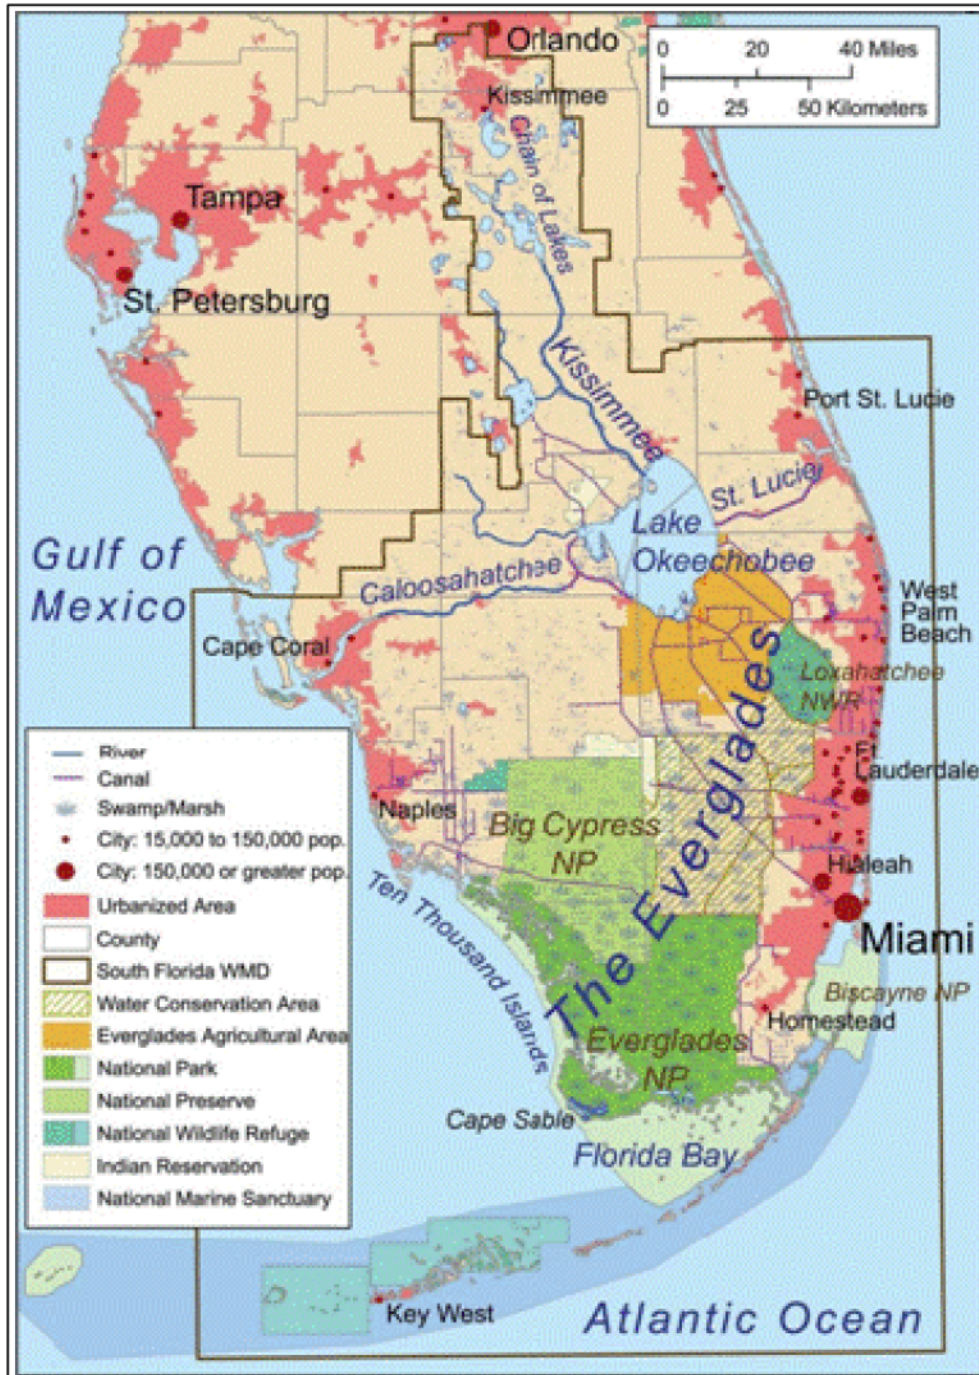 Orlando
0 20 40 Miles
0 25 50 Kilometers
Kissimmee
Chain of Lakes
Tampa
St. Petersburg
Kissimmee
Port St. Lucie
St. Lucie
Lake
Okeechobee
Gulf of
Mexico
Caloosahatchee
West
Palm
Beach
Cape Coral
Loxahatchee
NWR
The Everglades
Ft
Lauderdale
Naples
Big Cypress
NP
Hialeah
Miami
Ten Thousand Islands
Biscayne NP
Homestead
Everglades
NP
Cape Sable
Florida Bay
Key West
Atlantic Ocean
River
Canal
Swamp/Marsh
City: 15,000 to 150,000 pop.
City: 150,000 or greater pop.
Urbanized Area
County
South Florida WMD
Water Conservation Area
Everglades Agricultural Area
National Park
National Preserve
National Wildlife Refuge
Indian Reservation
National Marine Sanctuary